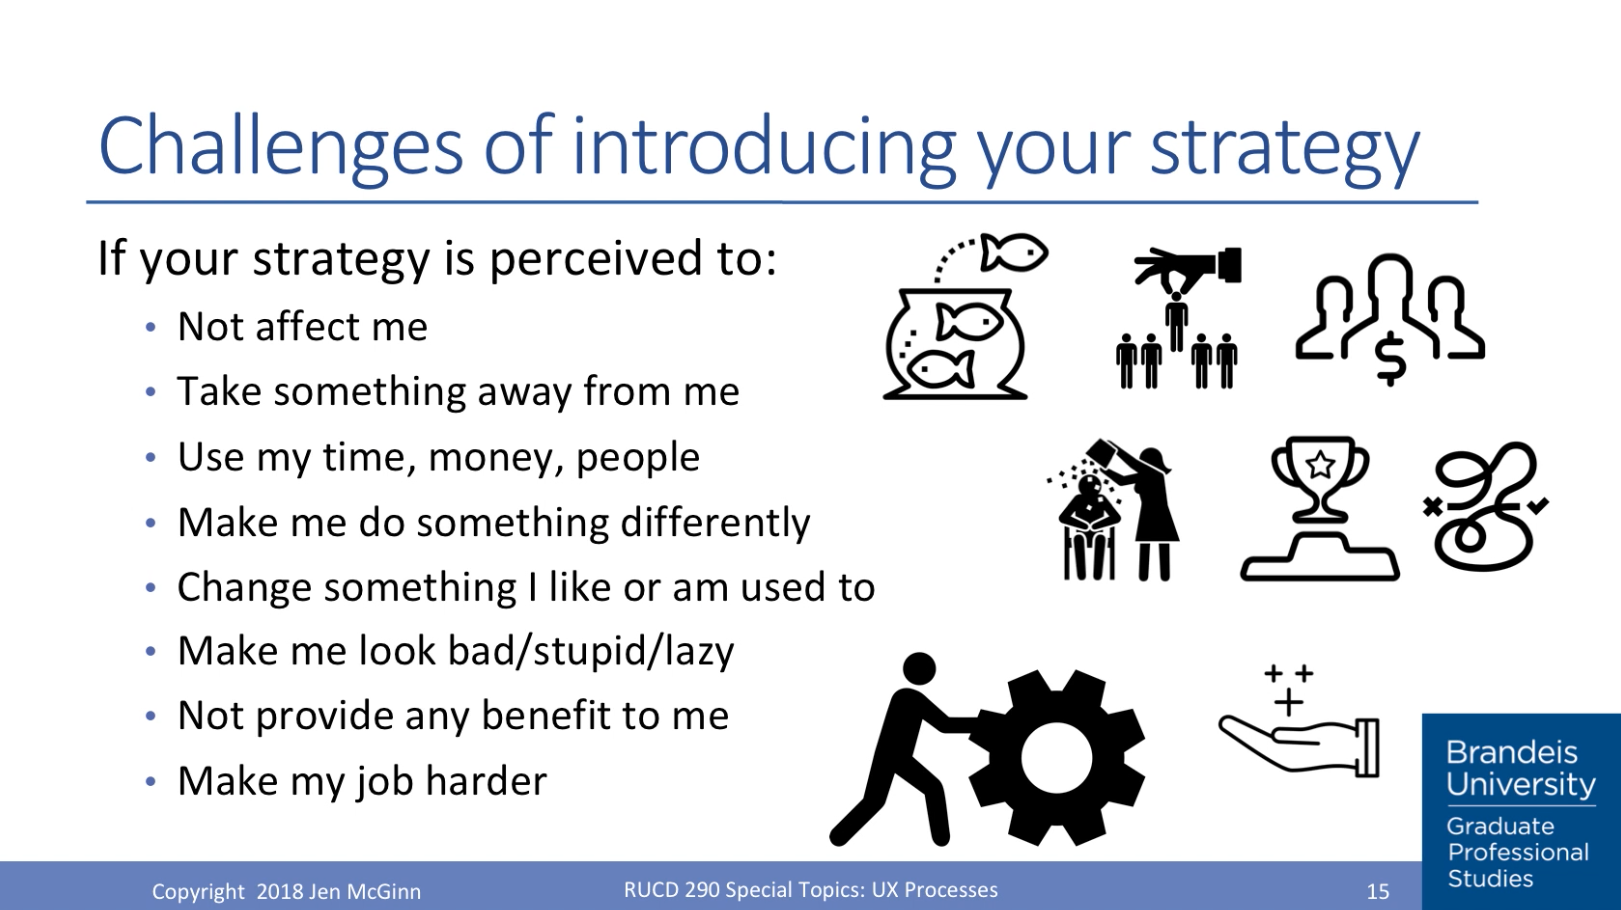 Challenges of introducing your strategy
If your strategy is perceived to:
• Not affect me
• Take something away from me
• Use my time, money, people
• Make me do something differently
• Change something I like or am used to
• Make me look bad/stupid/lazy
• Not provide any benefit to me
• Make my job harder
$
Brandeis
University
Graduate
Professional
Studies
Copyright 2018 Jen McGinn
RUCD 290 Special Topics: UX Processes
15